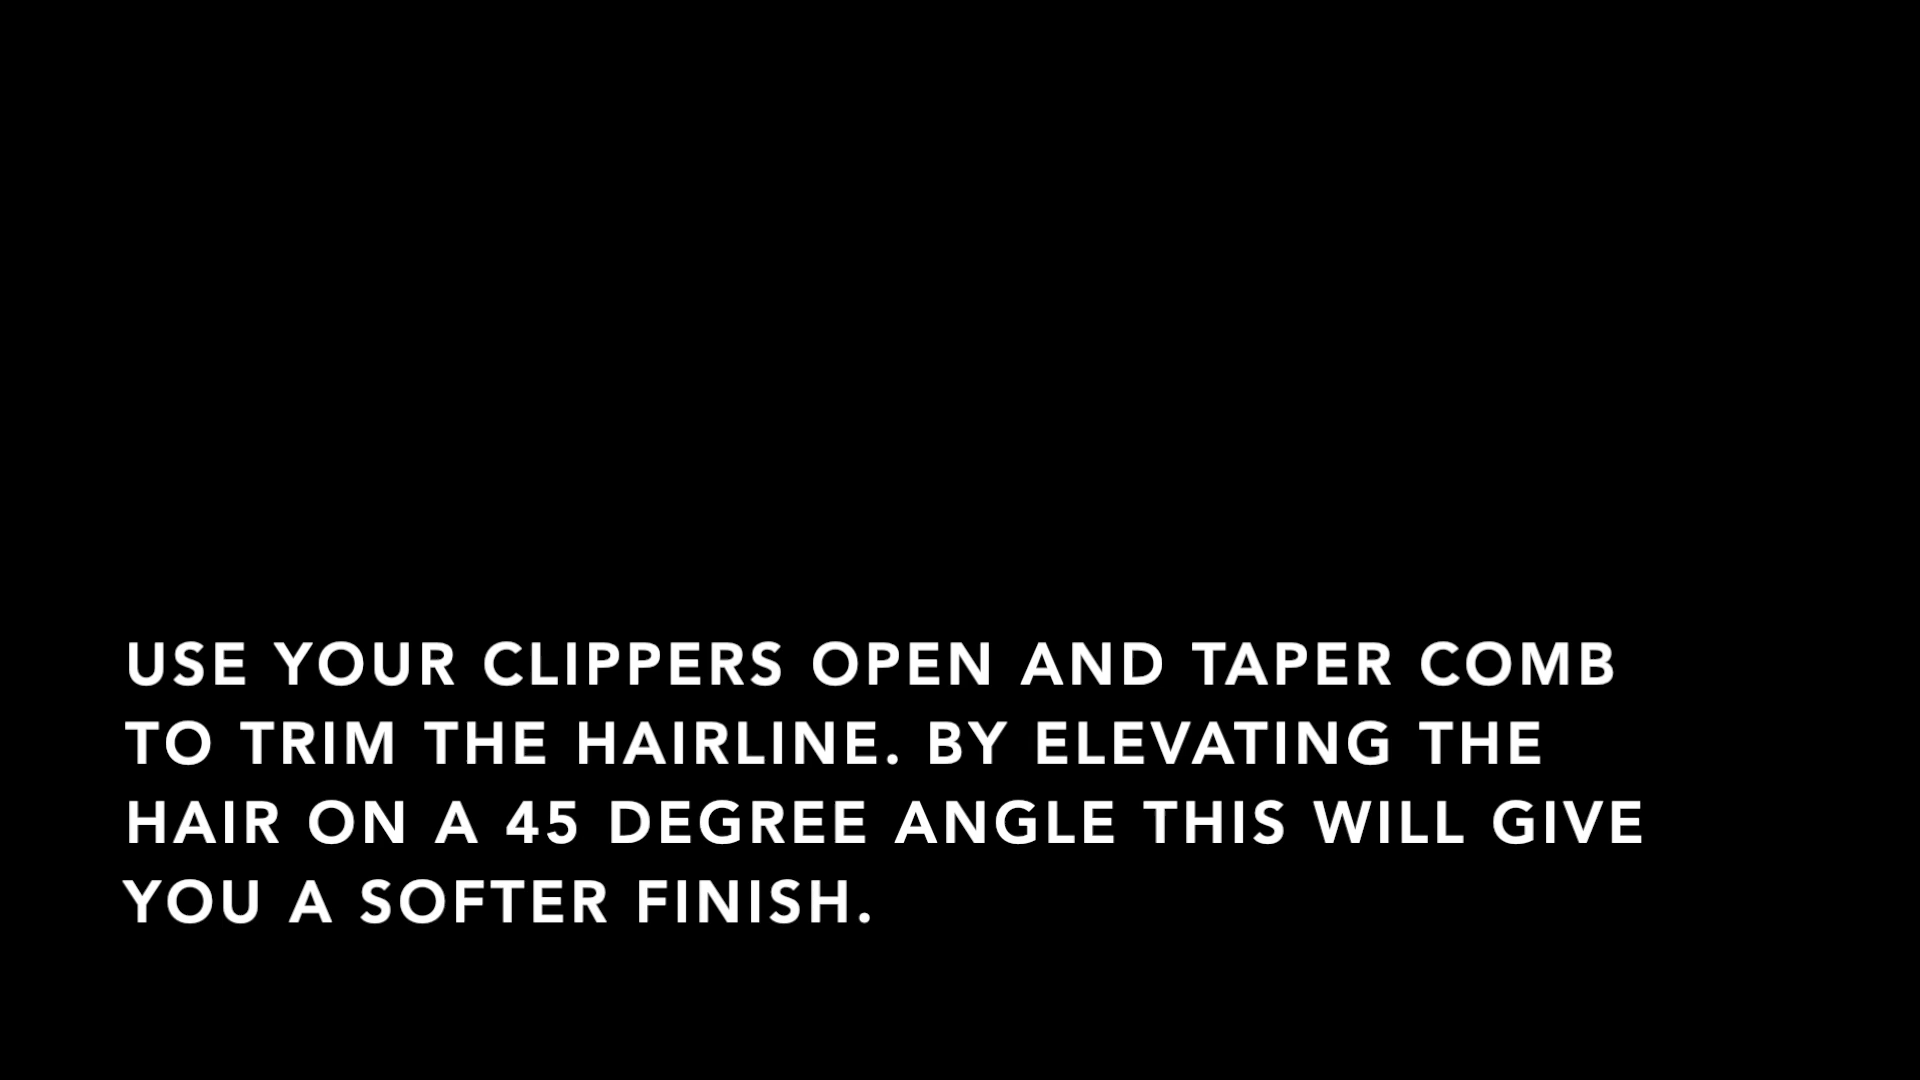 USE YOUR CLIPPERS OPEN AND TAPER COMB
TO TRIM THE HAIRLINE. BY ELEVATING THE
HAIR ON A 45 DEGREE ANGLE THIS WILL GIVE
YOU A SOFTER FINISH.